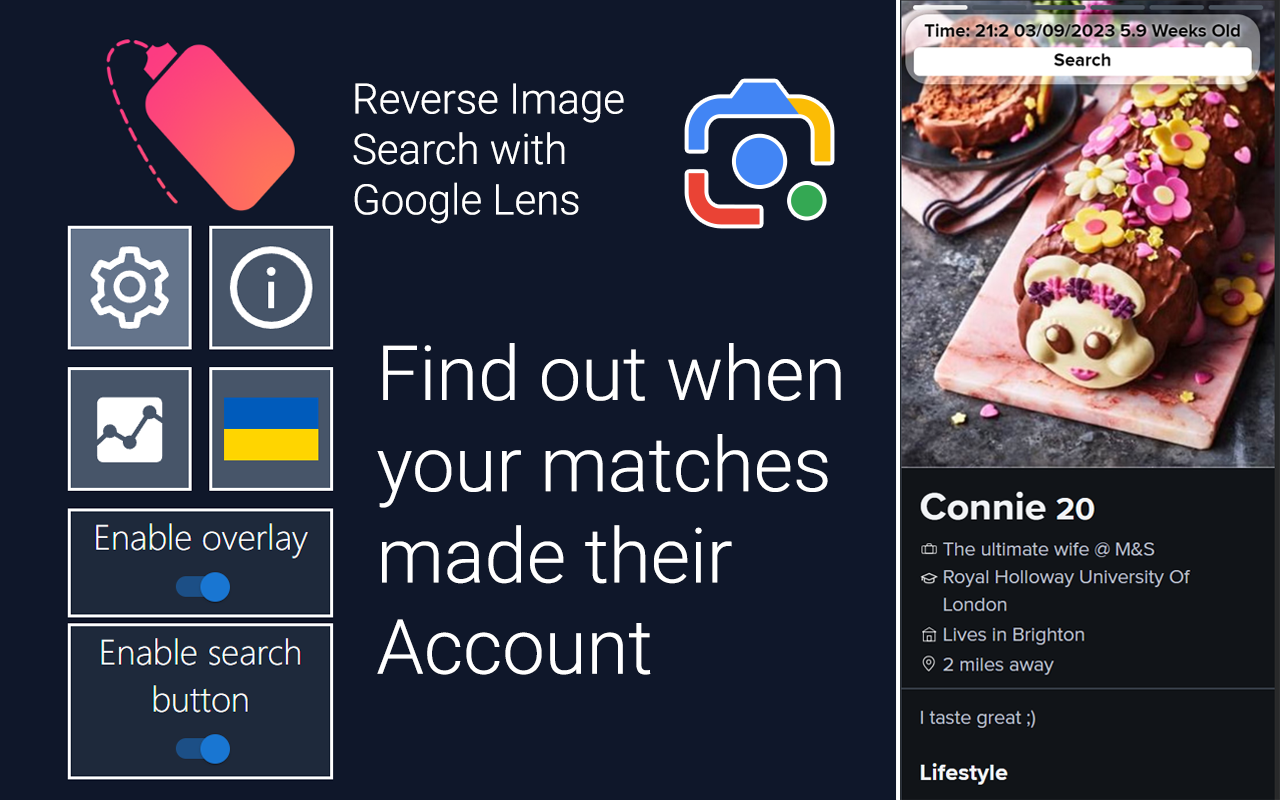 Reverse Image
Search with
Google Lens
Enable overlay
Enable search
button
Find out when
your matches
made their
Account
Time: 21:2 03/09/2023 5.9 Weeks Old
Search
Connie 20
The ultimate wife @ M&S
Royal Holloway University Of
London
Lives in Brighton
2 miles away
I taste great ;)
Lifestyle